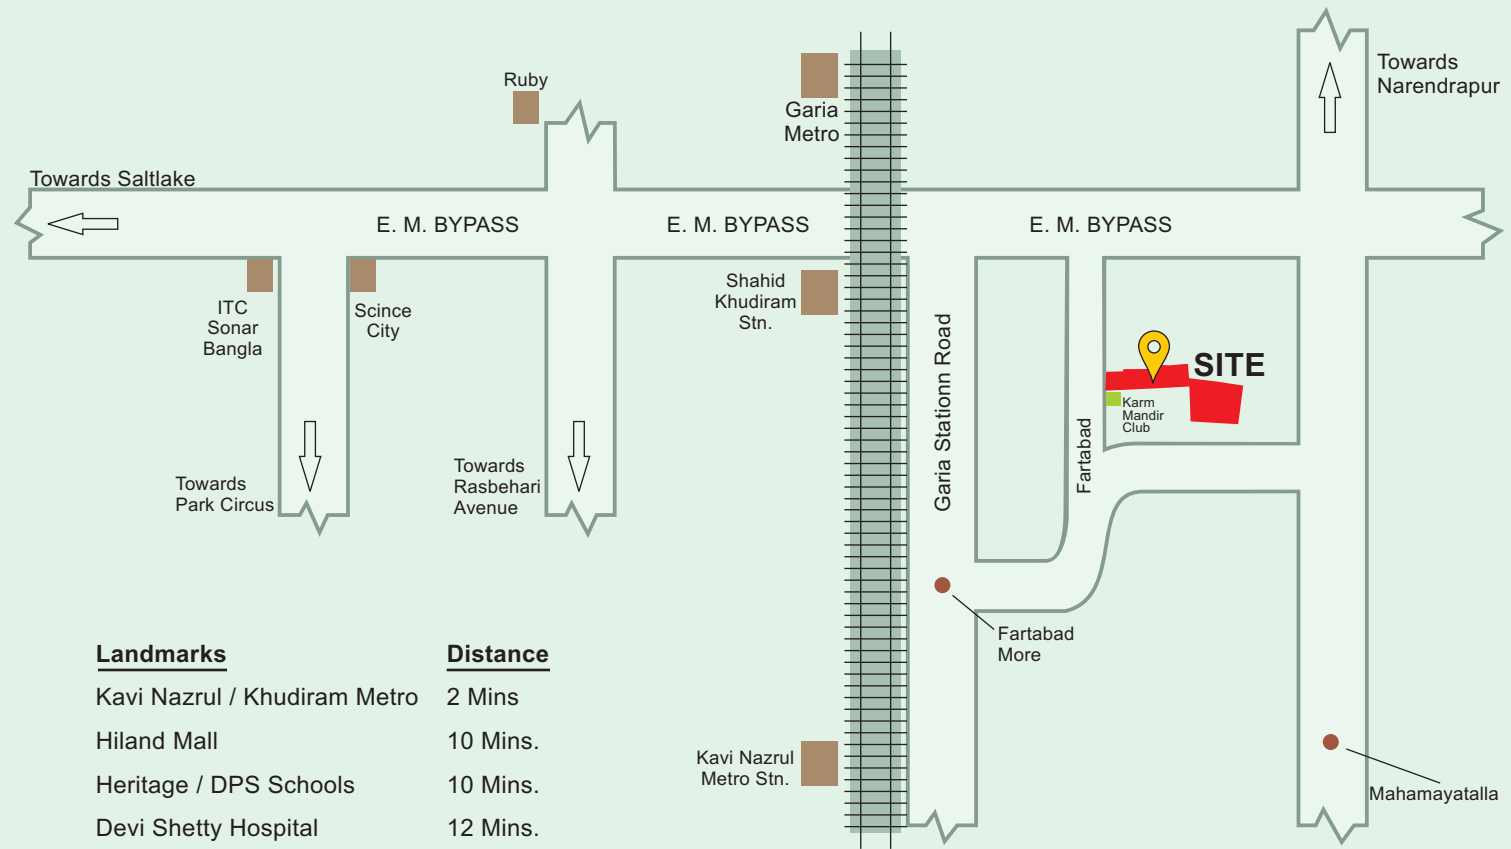 Ruby
Garia
Metro
Towards
Narendrapur
Towards Saltlake
E. M. BYPASS
E. M. BYPASS
E. M. BYPASS
ITC
Sonar
Bangla
Scince
City
Shahid
Khudiram
Stn.
Garia Stationn Road
Fartabad
SITE
Karm
Mandir
Club
Towards
Park Circus
Towards
Rasbehari
Avenue
Fartabad
More
Kavi Nazrul
Metro Stn.
Mahamayatalla
Landmarks Distance
Kavi Nazrul / Khudiram Metro 2 Mins
Hiland Mall 10 Mins.
Heritage / DPS Schools 10 Mins.
Devi Shetty Hospital 12 Mins.